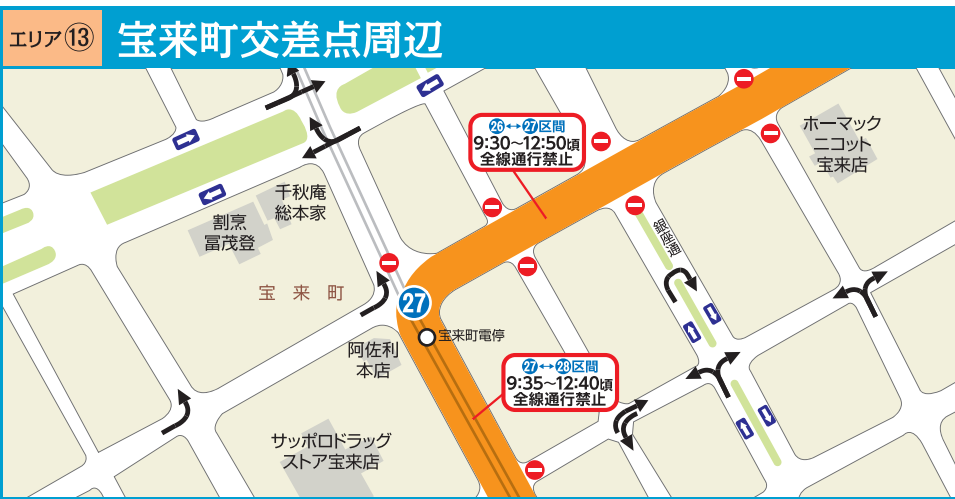 エリア⑬
宝来町交差点周辺
㉖↔㉗区間
9:30～12:50頃
全線通行禁止
ホーマック
ニコット
宝来店
千秋庵
総本家
割烹
冨茂登
銀座通
宝来町
27
宝来町電停
阿佐利
本店
㉗↔㉘区間
9:35～12:40頃
全線通行禁止
サッポロドラッグ
ストア宝来店